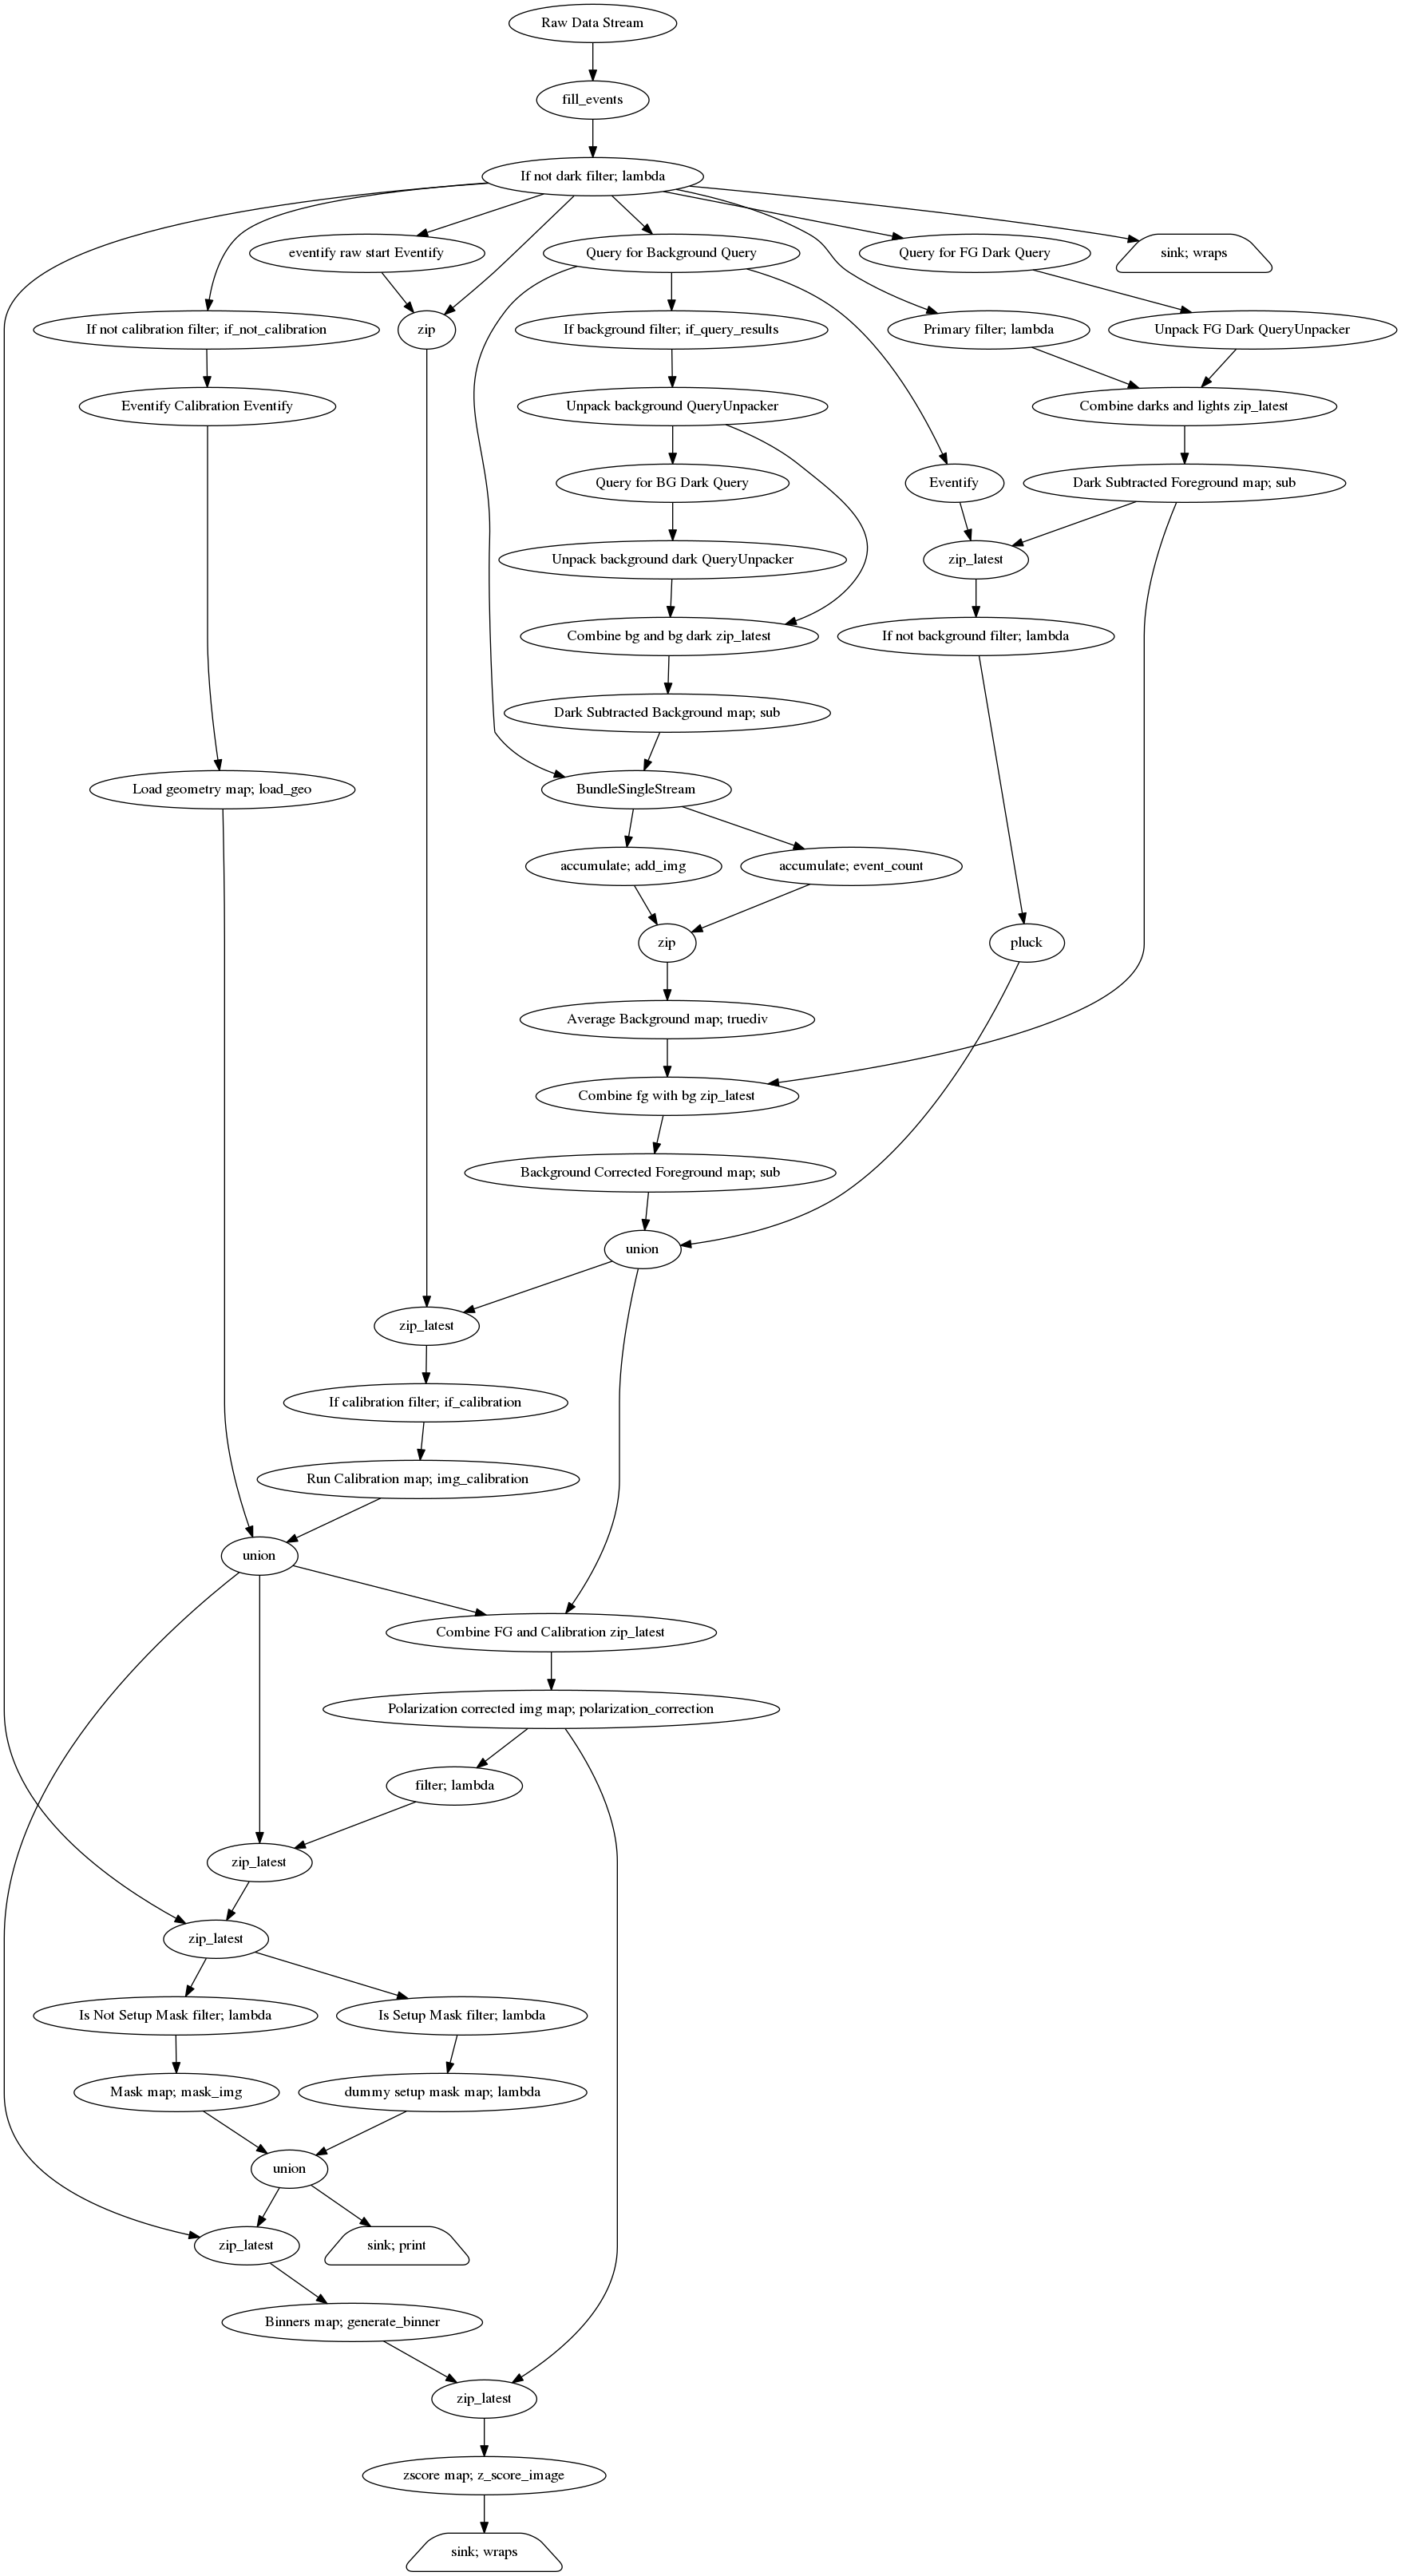 Raw Data Stream
fill_events
If not dark filter; lambda
eventify raw start Eventify
Query for Background Query
Query for FG Dark Query
sink; wraps
If not calibration filter; if_not_calibration
zip
If background filter; if_query_results
Primary filter; lambda
Unpack FG Dark QueryUnpacker
Eventify Calibration Eventify
Unpack background QueryUnpacker
Combine darks and lights zip_latest
Query for BG Dark Query
Eventify
Dark Subtracted Foreground map; sub
Unpack background dark QueryUnpacker
zip_latest
Combine bg and bg dark zip_latest
If not background filter; lambda
Dark Subtracted Background map; sub
Load geometry map; load_geo
BundleSingleStream
accumulate; add_img
accumulate; event_count
zip
pluck
Average Background map; truediv
Combine fg with bg zip_latest
Background Corrected Foreground map; sub
union
zip_latest
If calibration filter; if_calibration
Run Calibration map; img_calibration
union
Combine FG and Calibration zip_latest
Polarization corrected img map; polarization_correction
filter; lambda
zip_latest
zip_latest
Is Not Setup Mask filter; lambda
Is Setup Mask filter; lambda
Mask map; mask_img
dummy setup mask map; lambda
union
zip_latest
sink; print
Binners map; generate_binner
zip_latest
zscore map; z_score_image
sink; wraps